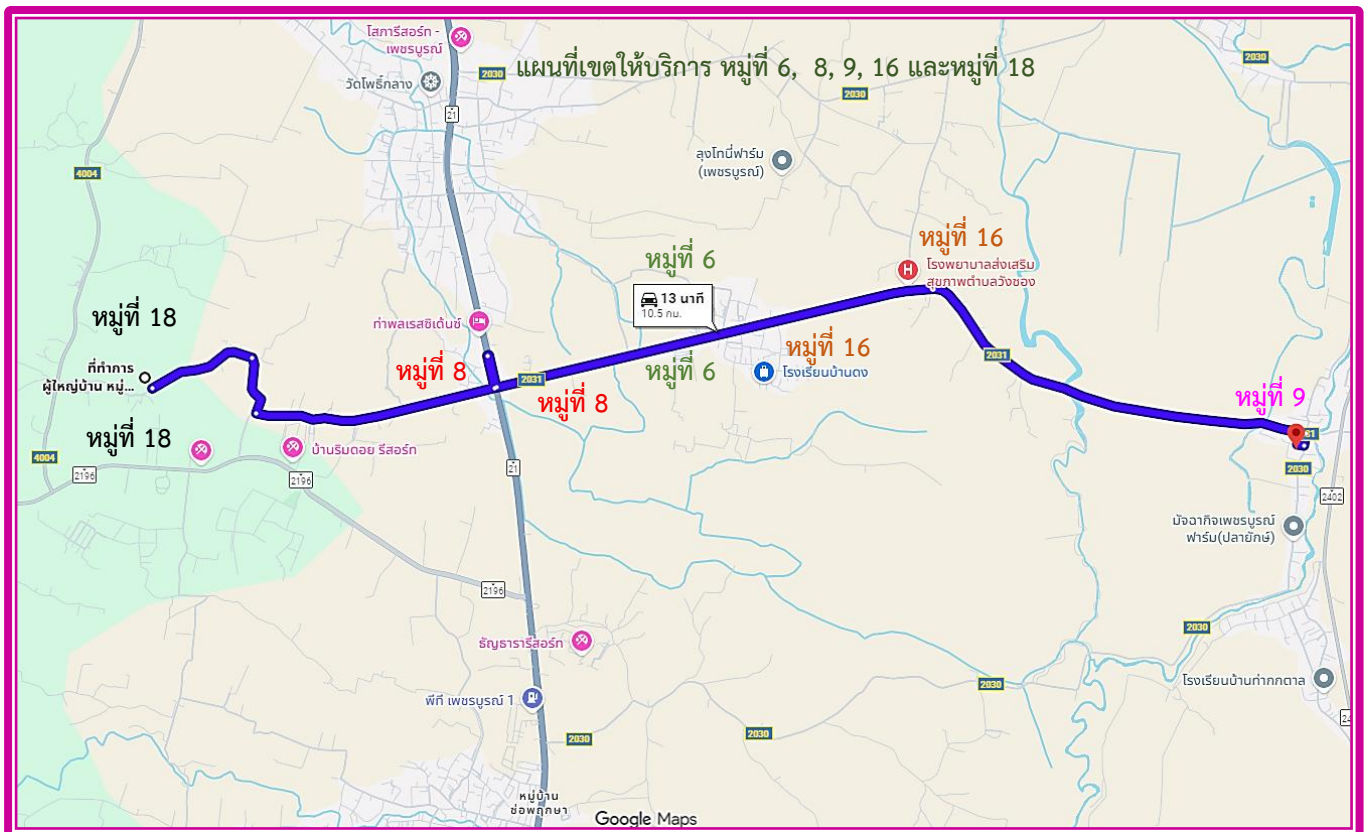 โสภารีสอร์ท -
เพชรบูรณ์
2030
แผนที่เขตให้บริการ หมู่ที่ 6, 8, 9, 16 และหมู่ที่ 18
2030
วัดโพธิ์กลาง
2030
21
ลุงโทนี่ฟาร์ม
(เพชรบูรณ์)
4004
หมู่ที่ 16
หมู่ที่ 6
โรงพยาบาลส่งเสริม
สุขภาพตำบลวังชอง
13 นาที
10.5 กม.
หมู่ที่ 18
ท่าพลเรสซิเด้นซ์
หมู่ที่ 16
2031
ที่ทำการ
ผู้ใหญ่บ้าน หมู่...
หมู่ที่ 8
2031
หมู่ที่ 6
โรงเรียนบ้านดง
หมู่ที่ 8
หมู่ที่ 9
หมู่ที่ 18
61
บ้านริมดอย รีสอร์ท
4004
2196
2196
21
2030
2402
มัจฉากิจเพชรบูรณ์
ฟาร์ม(ปลายักษ์)
2196
ธัญธารารีสอร์ท
2030
โรงเรียนบ้านท่ากกตาล
2030
พีที เพชรบูรณ์ 1
2030
2030
หมู่บ้าน
ช่อพฤกษา
Google Maps